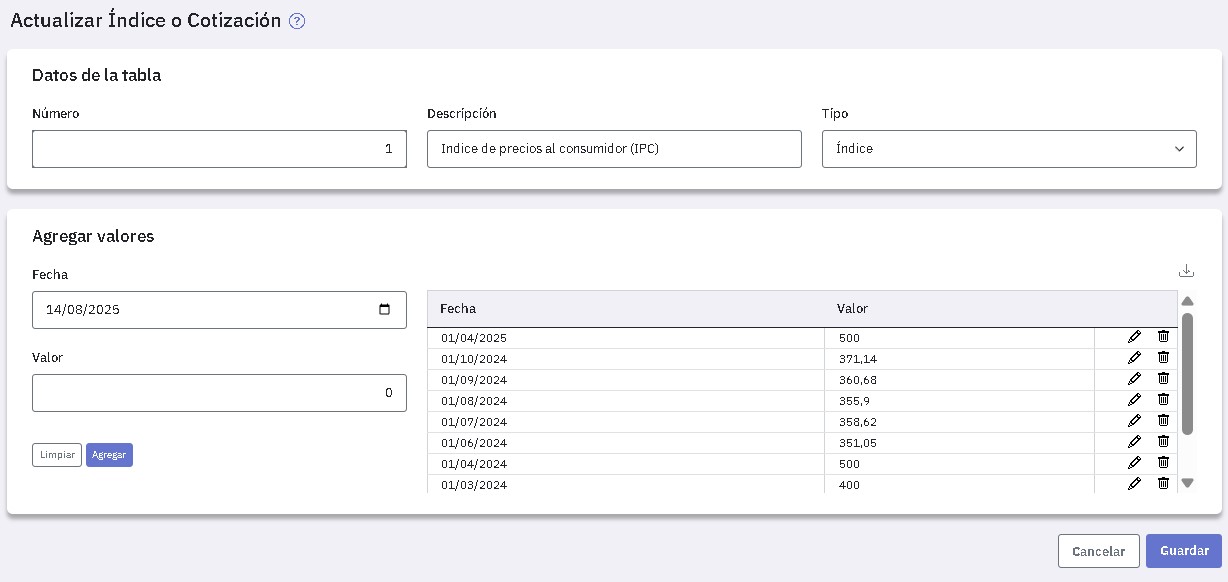 Actualizar Índice o Cotización ?
Datos de la tabla
Número
Descripción
Tipo
1
Indice de precios al consumidor (IPC)
Índice
Agregar valores
Fecha
14/08/2025
Valor
0
Limpiar
Agregar
Fecha Valor
01/04/2025 500
01/10/2024 371,14
01/09/2024 360,68
01/08/2024 355,9
01/07/2024 358,62
01/06/2024 351,05
01/04/2024 500
01/03/2024 400
Cancelar
Guardar